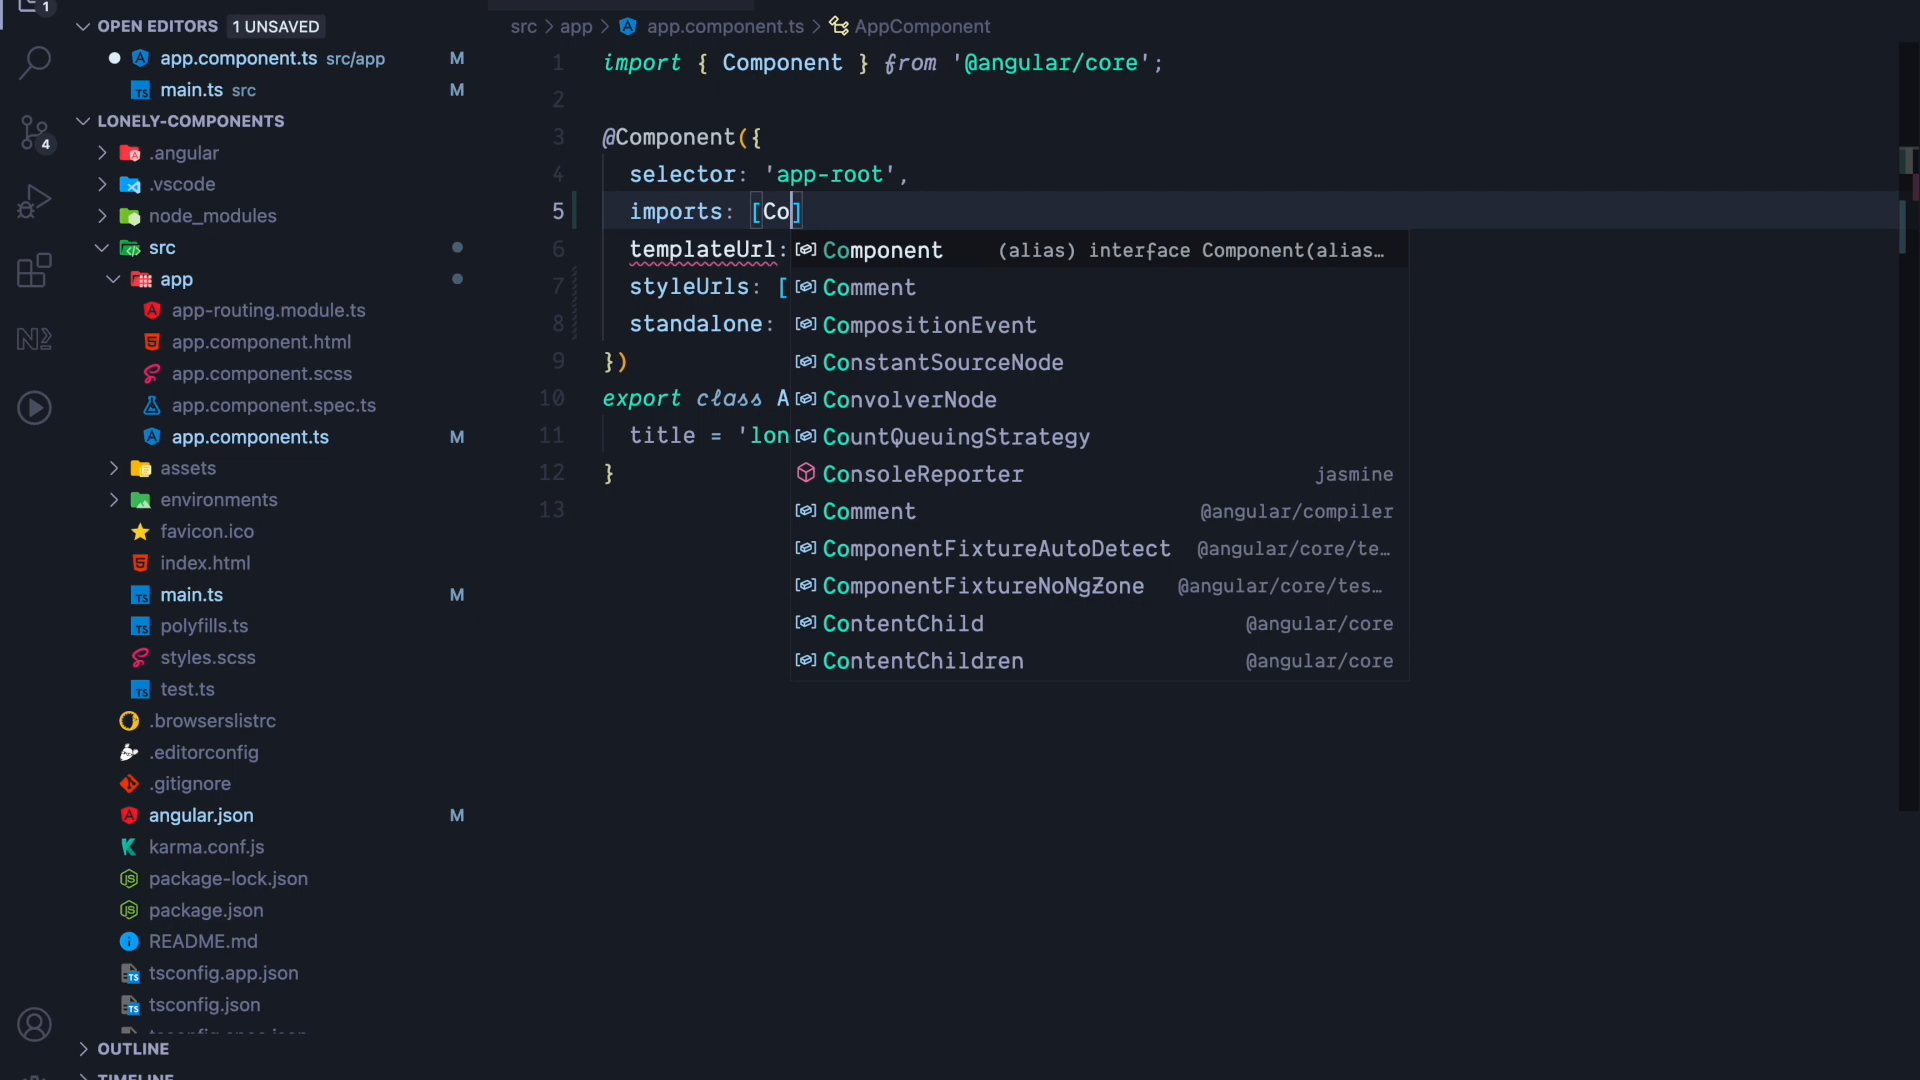 1
OPEN EDITORS 1 UNSAVED
app.component.ts src/app M
main.ts src M
LONELY-COMPONENTS
4
.angular
.vscode
node_modules
src
app
app-routing.module.ts
app.component.html
app.component.scss
app.component.spec.ts
app.component.ts M
assets
environments
favicon.ico
index.html
main.ts M
polyfills.ts
styles.scss
test.ts
.browserslistrc
.editorconfig
.gitignore
angular.json M
karma.conf.js
package-lock.json
package.json
README.md
tsconfig.app.json
tsconfig.json
OUTLINE
TIMELINE
src > app > app.component.ts > AppComponent
1 import { Component } from '@angular/core';
2
3 @Component({
4 selector: 'app-root',
5 imports: [Co]
6 templateUrl:
7 styleUrls: [
8 standalone:
9 })
10 export class A
11 title = 'lon
12 }
13
Component (alias) interface Component(alias…
Comment
CompositionEvent
ConstantSourceNode
ConvolverNode
CountQueuingStrategy
ConsoleReporter jasmine
Comment @angular/compiler
ComponentFixtureAutoDetect @angular/core/te…
ComponentFixtureNoNgZone @angular/core/tes…
ContentChild @angular/core
ContentChildren @angular/core